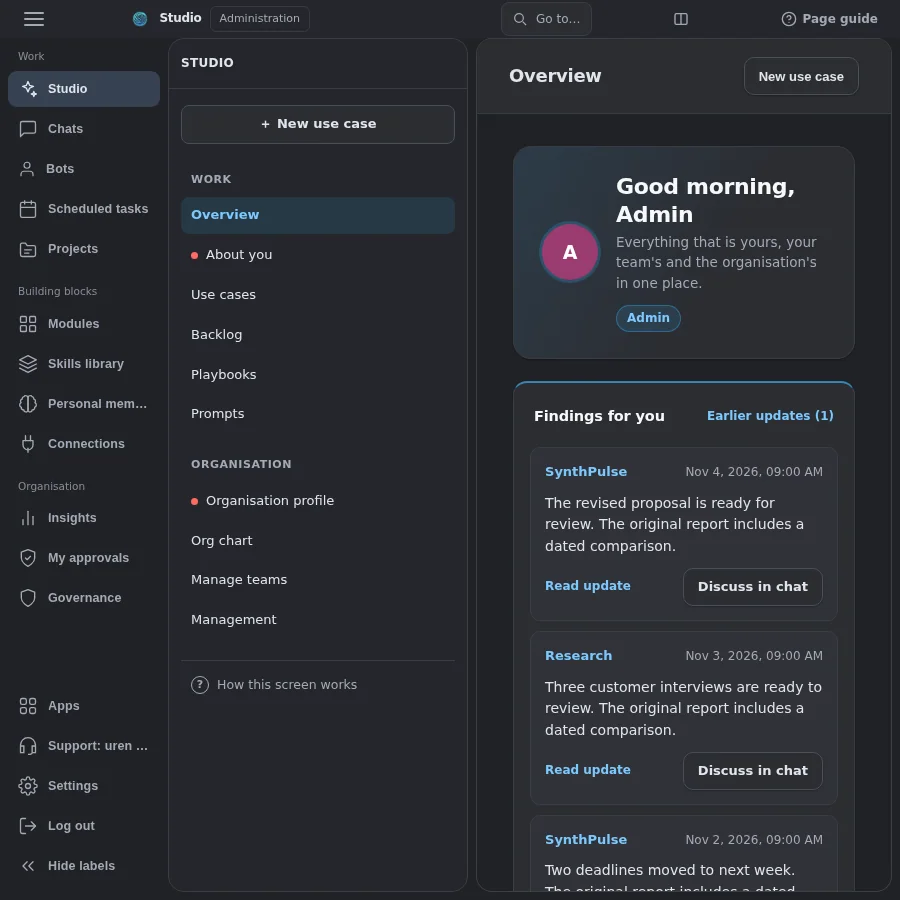 Studio
Administration
Go to...
Page guide
Work
Studio
Chats
Bots
Scheduled tasks
Projects
Building blocks
Modules
Skills library
Personal mem...
Connections
Organisation
Insights
My approvals
Governance
Apps
Support: uren ...
Settings
Log out
Hide labels
STUDIO
+ New use case
WORK
Overview
About you
Use cases
Backlog
Playbooks
Prompts
ORGANISATION
Organisation profile
Org chart
Manage teams
Management
? How this screen works
Overview
New use case
A
Good morning,
Admin
Everything that is yours, your
team's and the organisation's
in one place.
Admin
Findings for you
Earlier updates (1)
SynthPulse
Nov 4, 2026, 09:00 AM
The revised proposal is ready for
review. The original report includes a
dated comparison.
Read update
Discuss in chat
Research
Nov 3, 2026, 09:00 AM
Three customer interviews are ready to
review. The original report includes a
dated comparison.
Read update
Discuss in chat
SynthPulse
Nov 2, 2026, 09:00 AM
Two deadlines moved to next week.
The original report includes a dated